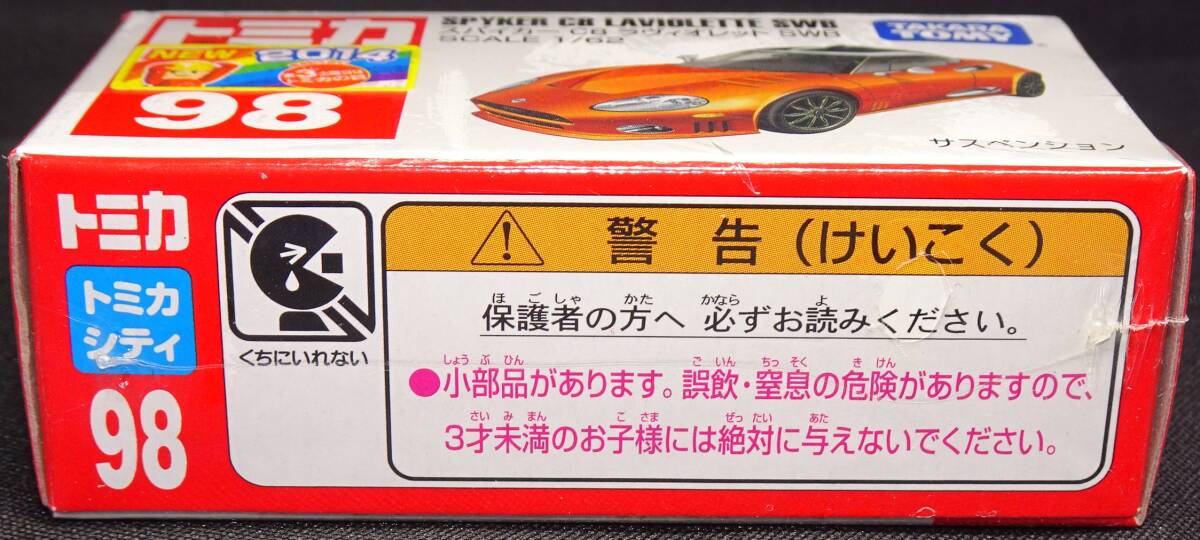 トミカ
NEW 2014
98
SPYKER C8 LAVIOLETTE SWB
スパイカー C8 ラヴィオレット SWB
SCALE 1/62
TAKARA
TOMY
サスペンション
トミカ
トミカ
シティ
98
くちにいれない
警告(けいこく)
ほごしゃ かた かなら よ
保護者の方へ 必ずお読みください。
しょうぶひん ごいん ちっそく きけん
●小部品があります。誤飲・窒息の危険がありますので、
さいみまん こさま ぜったい あた
3才未満のお子様には絶対に与えないでください。